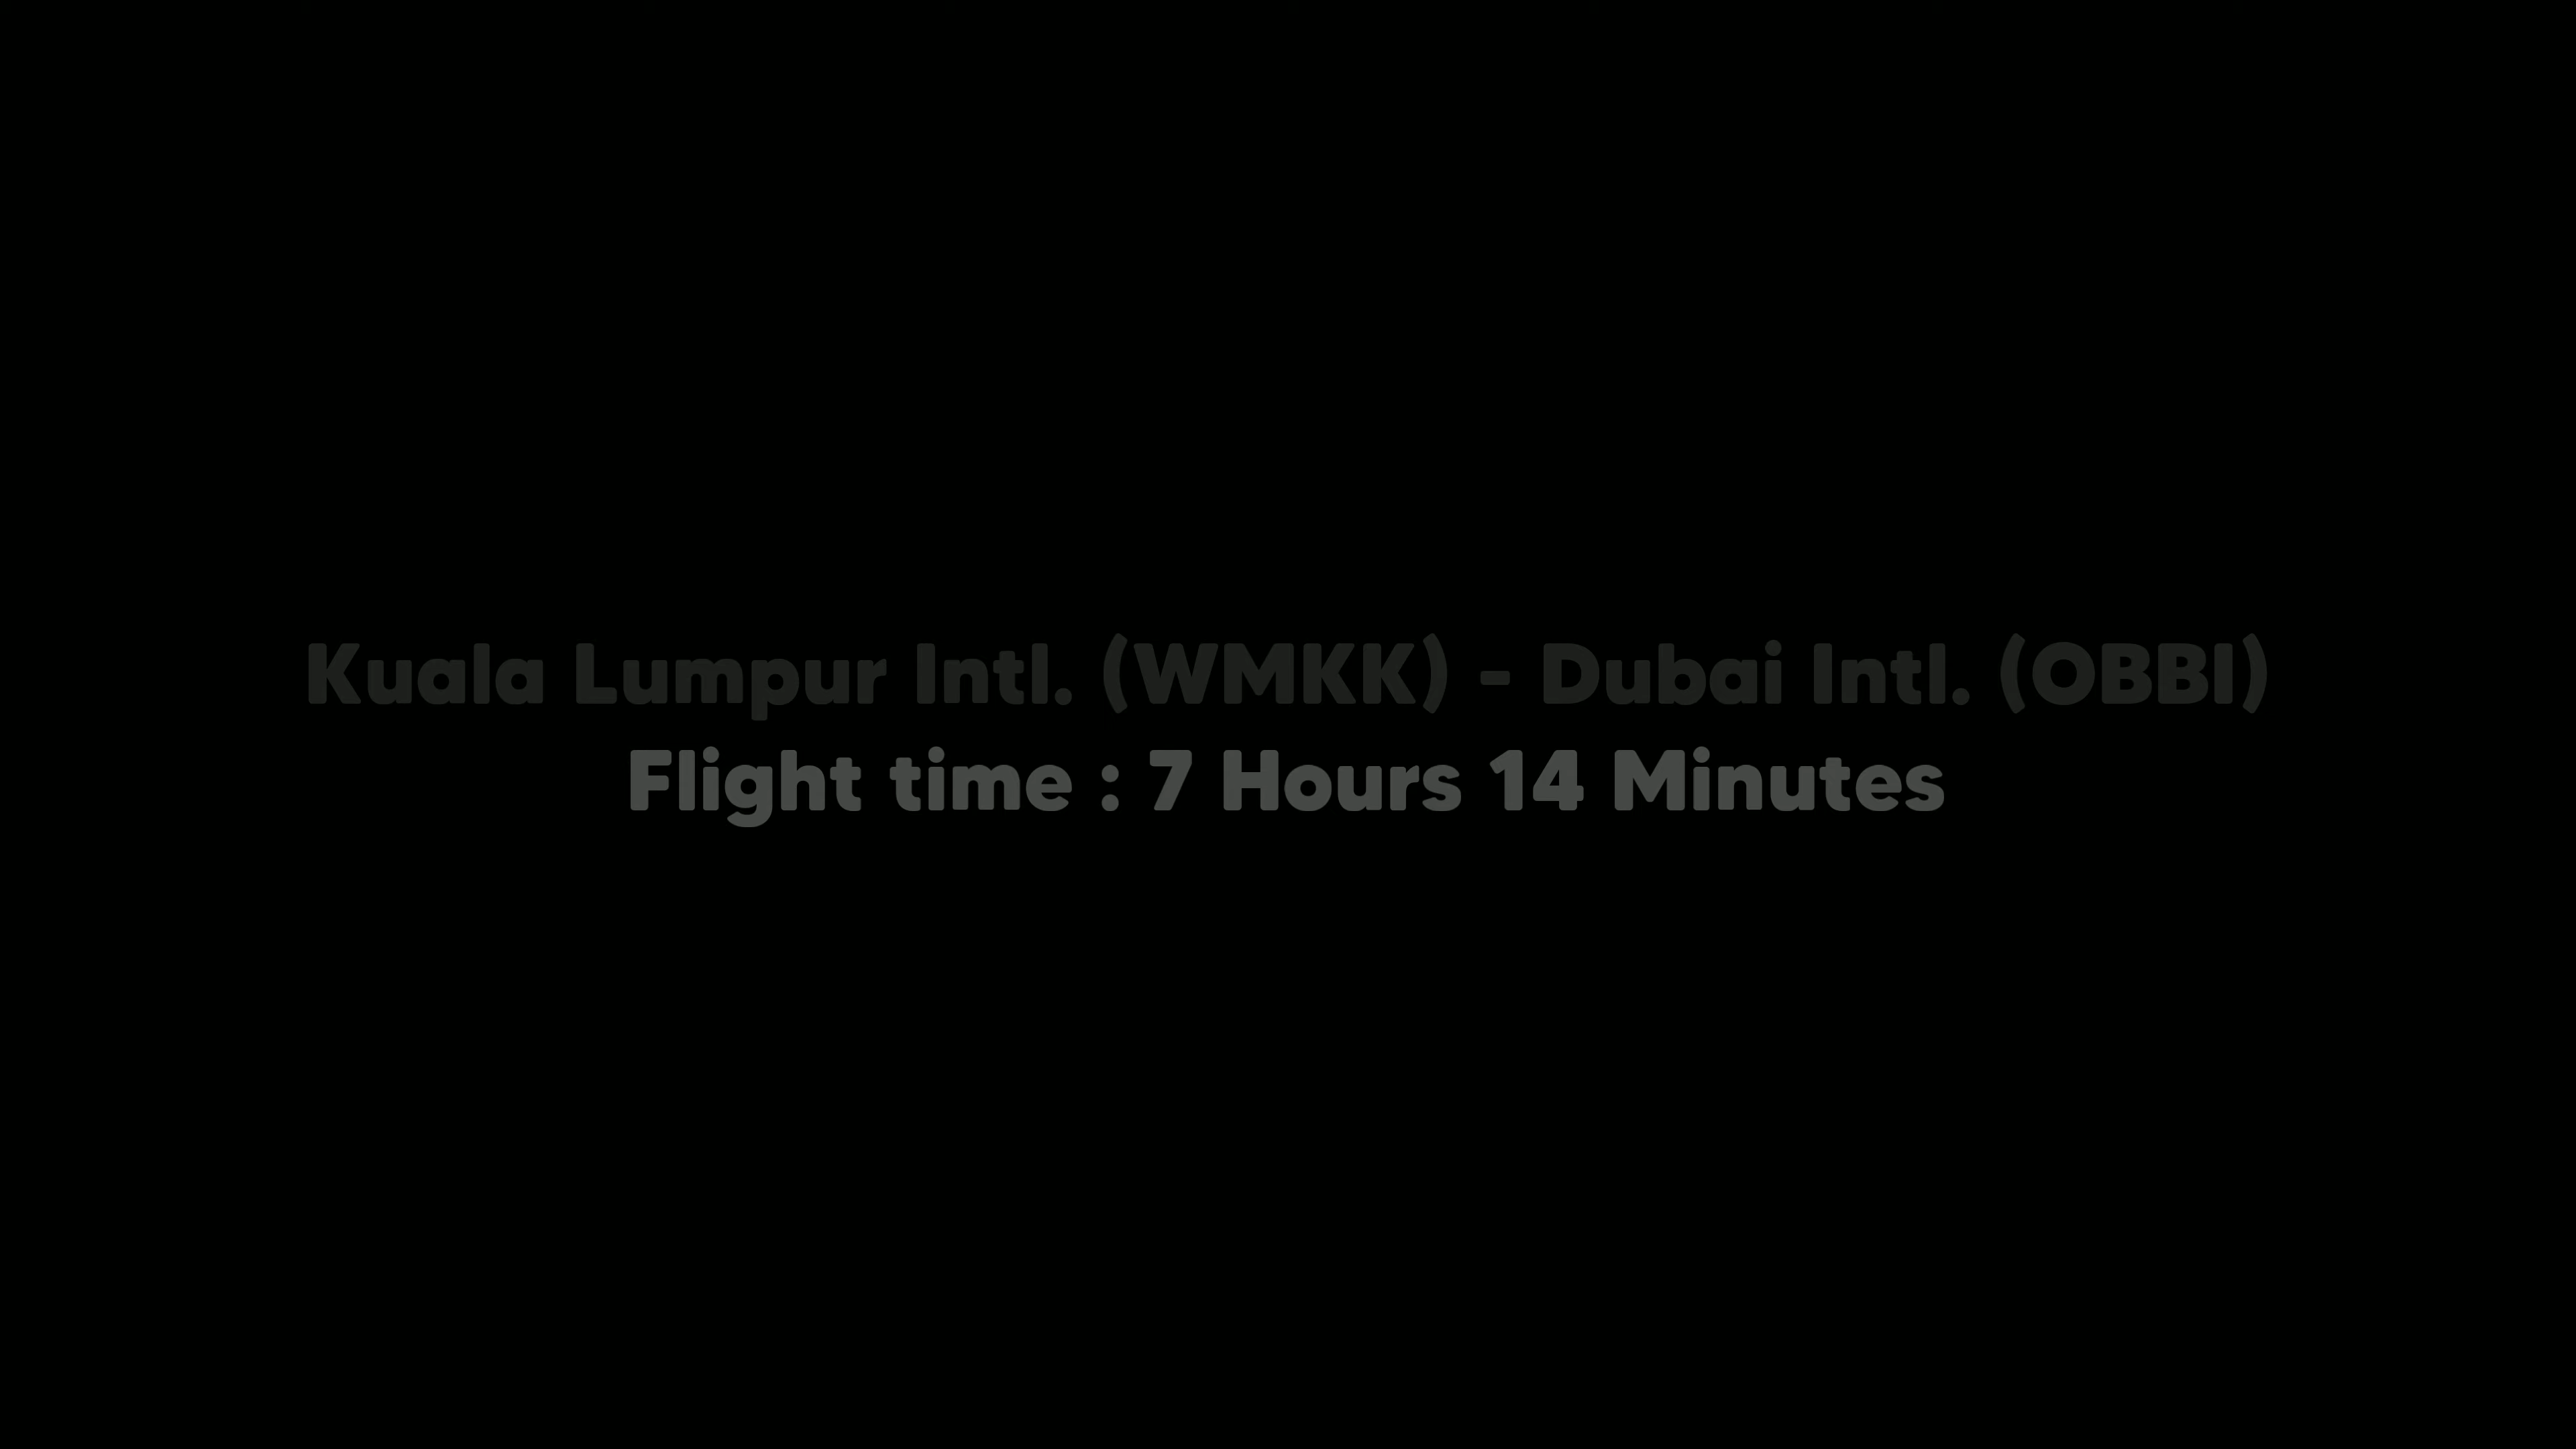 Kuala Lumpur Intl. (WMKK) - Dubai Intl. (OBBI)
Flight time : 7 Hours 14 Minutes